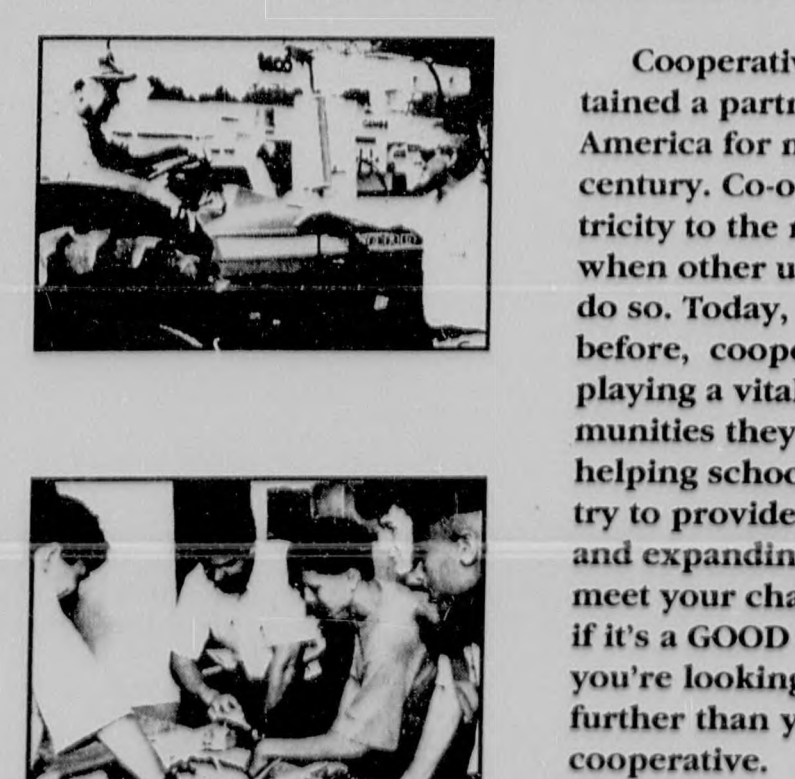 Cooperativ
tained a partn
America for m
century. Co-o
tricity to the r
when other u
do so. Today,
before, coope
playing a vital
munities they
helping schoo
try to provide
and expandin
meet your cha
if it's a GOOD
you're looking
further than y
cooperative.